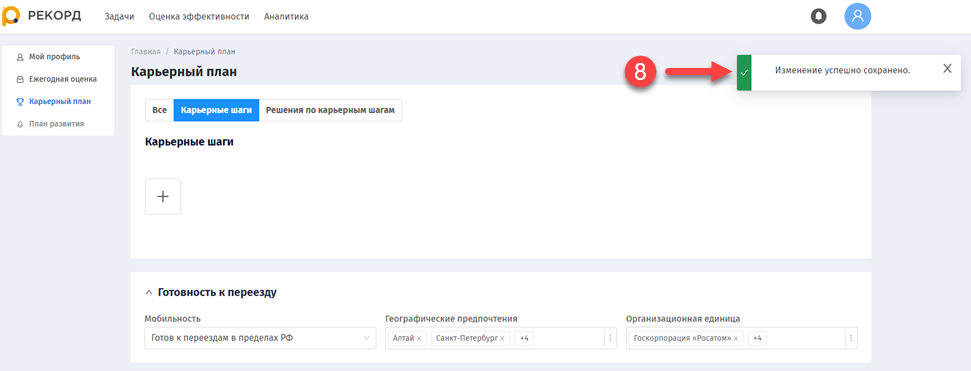 РЕКОРД Задачи Оценка эффективности Аналитика
Мой профиль
Ежегодная оценка
Карьерный план
План развития
Главная / Карьерный план
Карьерный план
8
Изменение успешно сохранено.
Все Карьерные шаги Решения по карьерным шагам
Карьерные шаги
Готовность к переезду
Мобильность
Готов к переездам в пределах РФ
Географические предпочтения
Алтай Санкт-Петербург +4
Организационная единица
Госкорпорация «Росатом» +4